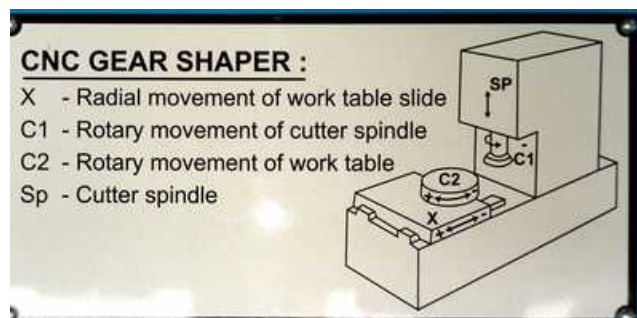 CNC GEAR SHAPER :
X - Radial movement of work table slide
C1 - Rotary movement of cutter spindle
C2 - Rotary movement of work table
Sp - Cutter spindle
SP
- C1
C2
+ -
X
+ -